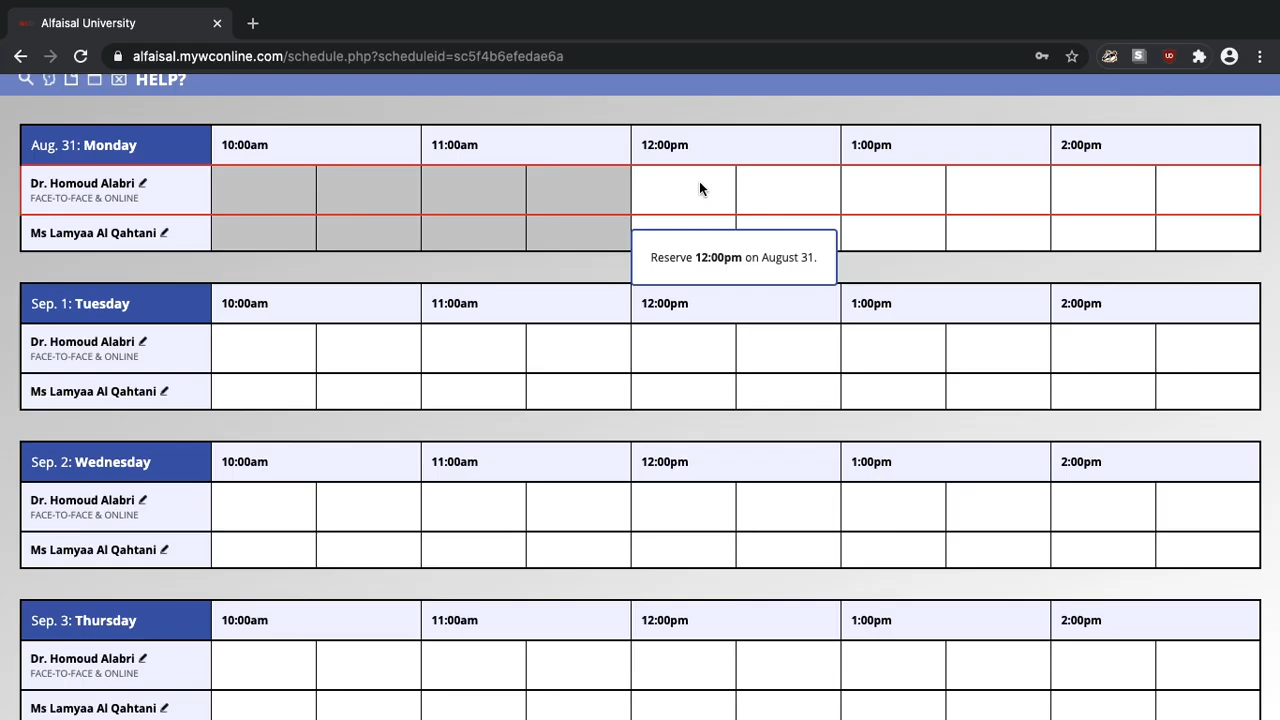 Alfaisal University
alfaisal.mywconline.com/schedule.php?scheduleid=sc5f4b6efedae6a
HELP?
Aug. 31: Monday 10:00am 11:00am 12:00pm 1:00pm 2:00pm
Dr. Homoud Alabri
FACE-TO-FACE & ONLINE
Ms Lamyaa Al Qahtani
Reserve 12:00pm on August 31.
Sep. 1: Tuesday 10:00am 11:00am 12:00pm 1:00pm 2:00pm
Dr. Homoud Alabri
FACE-TO-FACE & ONLINE
Ms Lamyaa Al Qahtani
Sep. 2: Wednesday 10:00am 11:00am 12:00pm 1:00pm 2:00pm
Dr. Homoud Alabri
FACE-TO-FACE & ONLINE
Ms Lamyaa Al Qahtani
Sep. 3: Thursday 10:00am 11:00am 12:00pm 1:00pm 2:00pm
Dr. Homoud Alabri
FACE-TO-FACE & ONLINE
Ms Lamyaa Al Qahtani